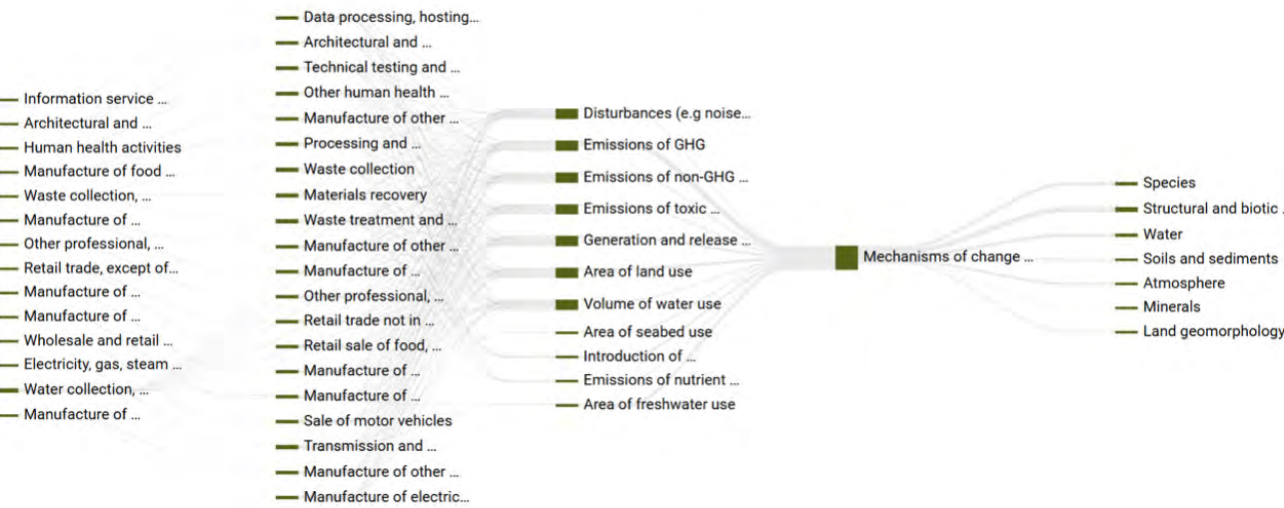 Information service ...
Architectural and ...
Human health activities
Manufacture of food ...
Waste collection, ...
Manufacture of ...
Other professional, ...
Retail trade, except of...
Manufacture of ...
Manufacture of ...
Wholesale and retail ...
Electricity, gas, steam ...
Water collection, ...
Manufacture of ...
Data processing, hosting...
Architectural and ...
Technical testing and ...
Other human health ...
Manufacture of other ...
Processing and ...
Waste collection
Materials recovery
Waste treatment and ...
Manufacture of other ...
Manufacture of ...
Other professional, ...
Retail trade not in ...
Retail sale of food, ...
Manufacture of ...
Manufacture of ...
Sale of motor vehicles
Transmission and ...
Manufacture of other ...
Manufacture of electric...
Disturbances (e.g noise...
Emissions of GHG
Emissions of non-GHG ...
Emissions of toxic ...
Generation and release ...
Area of land use
Volume of water use
Area of seabed use
Introduction of ...
Emissions of nutrient ...
Area of freshwater use
Mechanisms of change ...
Species
Structural and biotic ..
Water
Soils and sediments
Atmosphere
Minerals
Land geomorphology